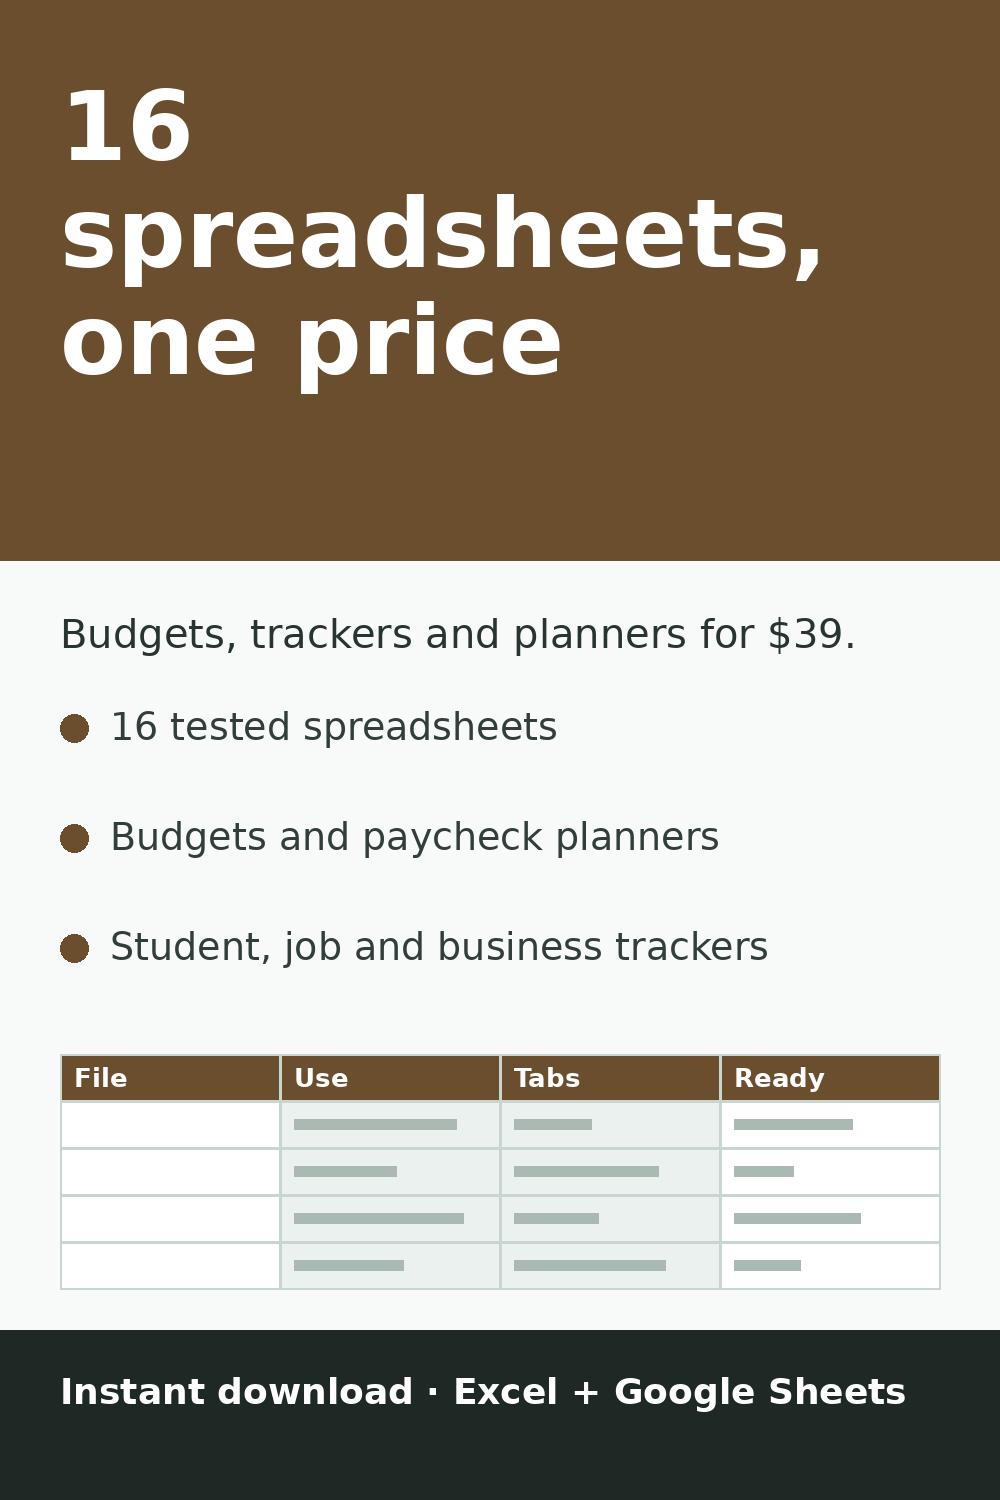 16
spreadsheets,
one price
Budgets, trackers and planners for $39.
16 tested spreadsheets
Budgets and paycheck planners
Student, job and business trackers
File Use Tabs Ready
Instant download · Excel + Google Sheets